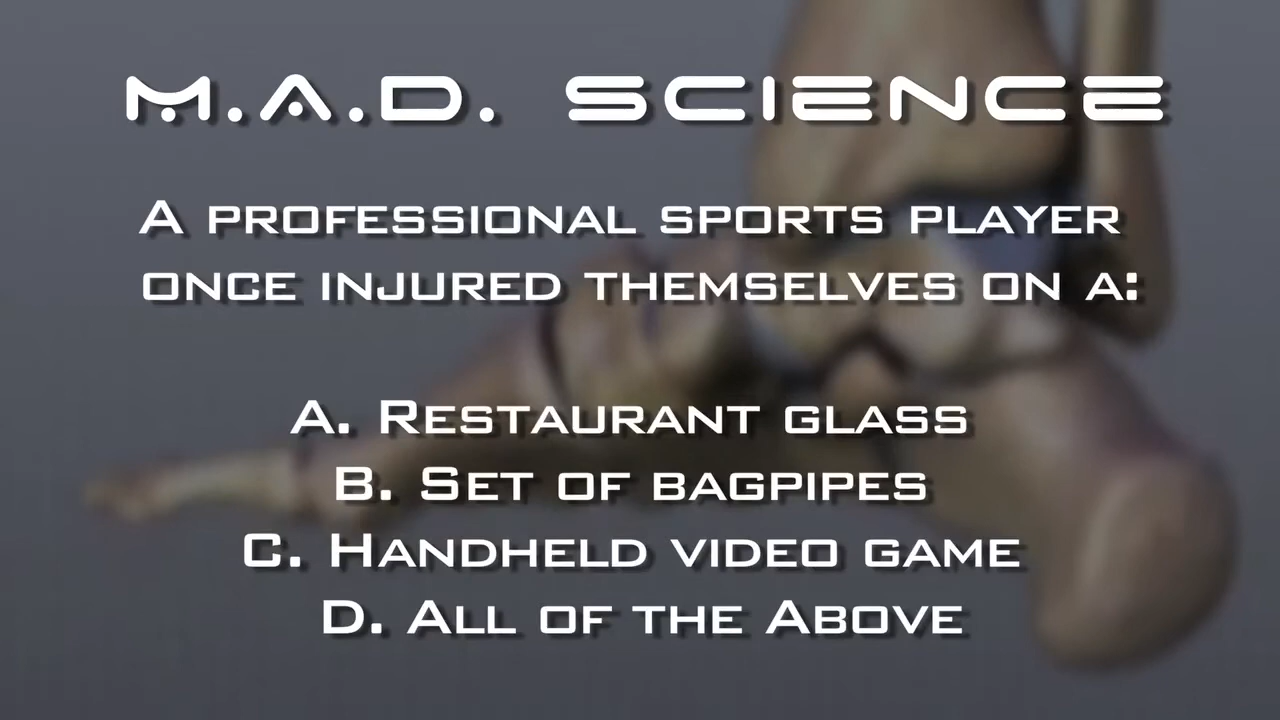 M.A.D. SCIENCE
A PROFESSIONAL SPORTS PLAYER
ONCE INJURED THEMSELVES ON A:
A. RESTAURANT GLASS
B. SET OF BAGPIPES
C. HANDHELD VIDEO GAME
D. ALL OF THE ABOVE